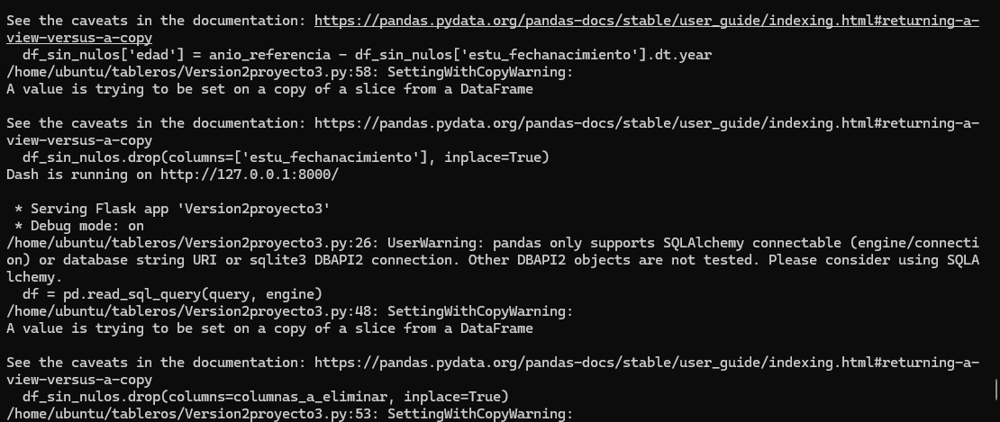 See the caveats in the documentation: https://pandas.pydata.org/pandas-docs/stable/user_guide/indexing.html#returning-a-
view-versus-a-copy
  df_sin_nulos['edad'] = anio_referencia - df_sin_nulos['estu_fechanacimiento'].dt.year
/home/ubuntu/tableros/Version2proyecto3.py:58: SettingWithCopyWarning:
A value is trying to be set on a copy of a slice from a DataFrame

See the caveats in the documentation: https://pandas.pydata.org/pandas-docs/stable/user_guide/indexing.html#returning-a-
view-versus-a-copy
  df_sin_nulos.drop(columns=['estu_fechanacimiento'], inplace=True)
Dash is running on http://127.0.0.1:8000/

 * Serving Flask app 'Version2proyecto3'
 * Debug mode: on
/home/ubuntu/tableros/Version2proyecto3.py:26: UserWarning: pandas only supports SQLAlchemy connectable (engine/connecti
on) or database string URI or sqlite3 DBAPI2 connection. Other DBAPI2 objects are not tested. Please consider using SQLA
lchemy.
  df = pd.read_sql_query(query, engine)
/home/ubuntu/tableros/Version2proyecto3.py:48: SettingWithCopyWarning:
A value is trying to be set on a copy of a slice from a DataFrame

See the caveats in the documentation: https://pandas.pydata.org/pandas-docs/stable/user_guide/indexing.html#returning-a-
view-versus-a-copy
  df_sin_nulos.drop(columns=columnas_a_eliminar, inplace=True)
/home/ubuntu/tableros/Version2proyecto3.py:53: SettingWithCopyWarning: